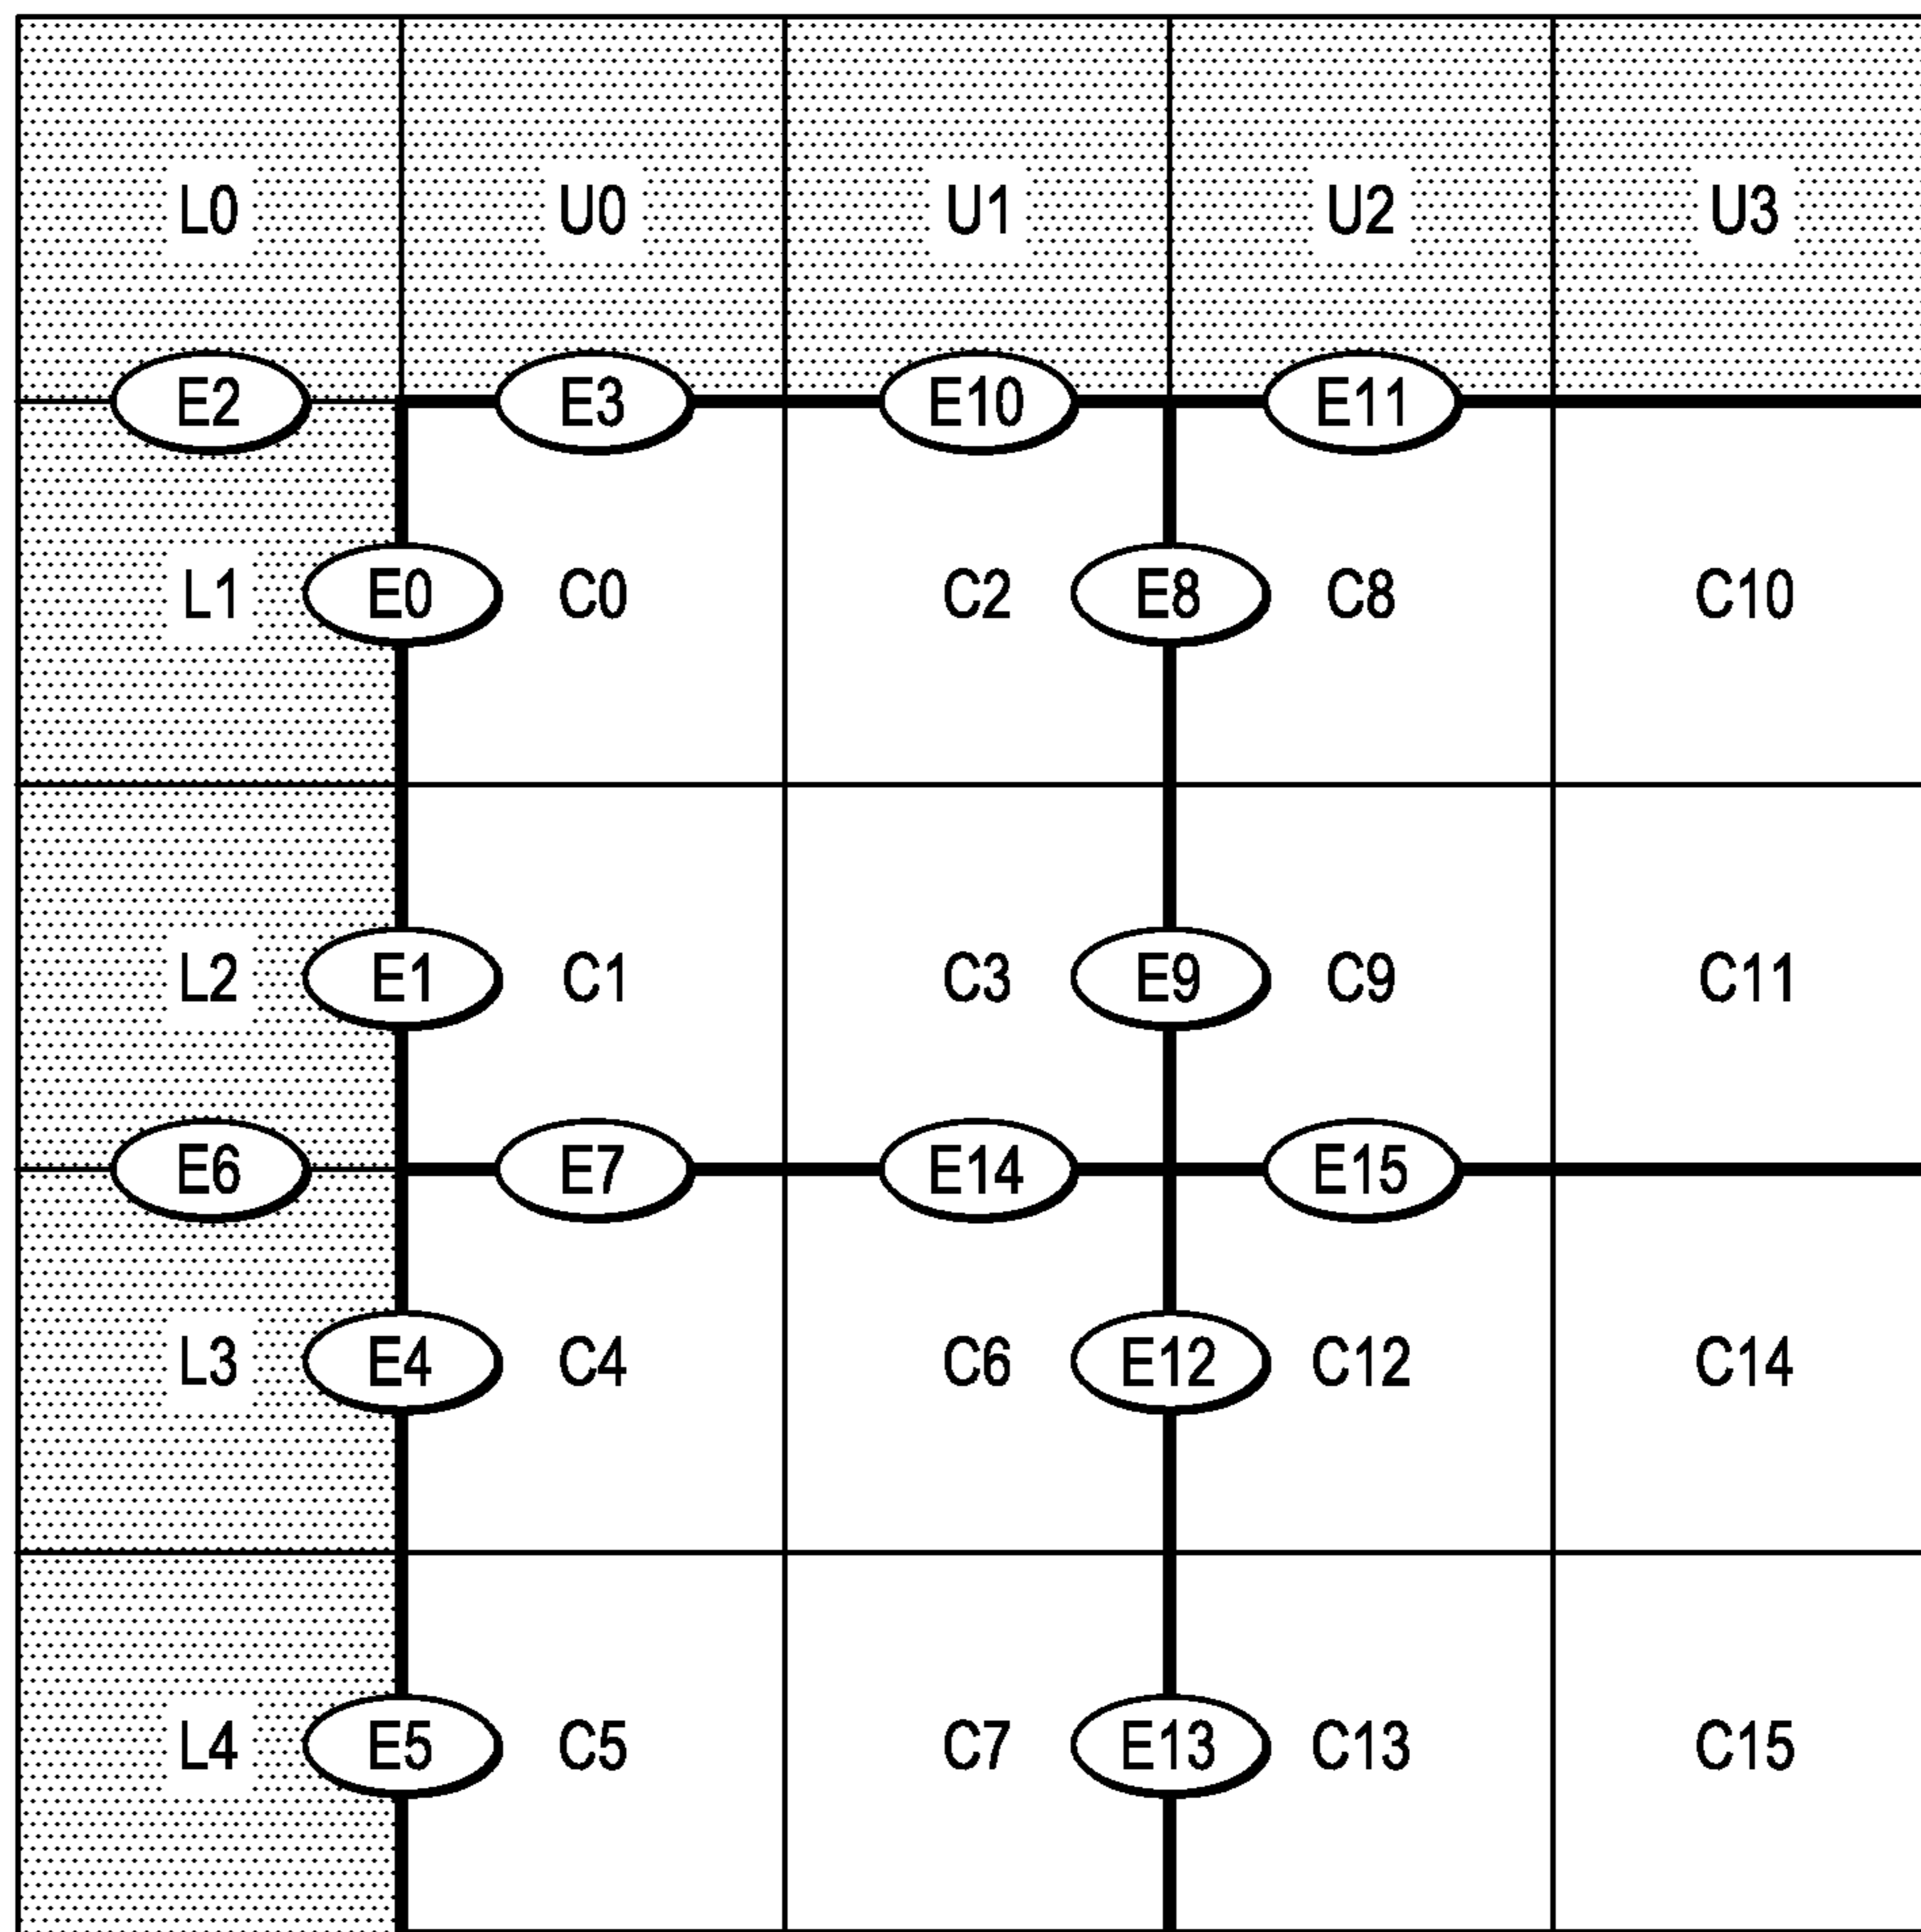 L0 U0 U1 U2 U3
E2 E3 E10 E11
L1 E0 C0 C2 E8 C8 C10
L2 E1 C1 C3 E9 C9 C11
E6 E7 E14 E15
L3 E4 C4 C6 E12 C12 C14
L4 E5 C5 C7 E13 C13 C15